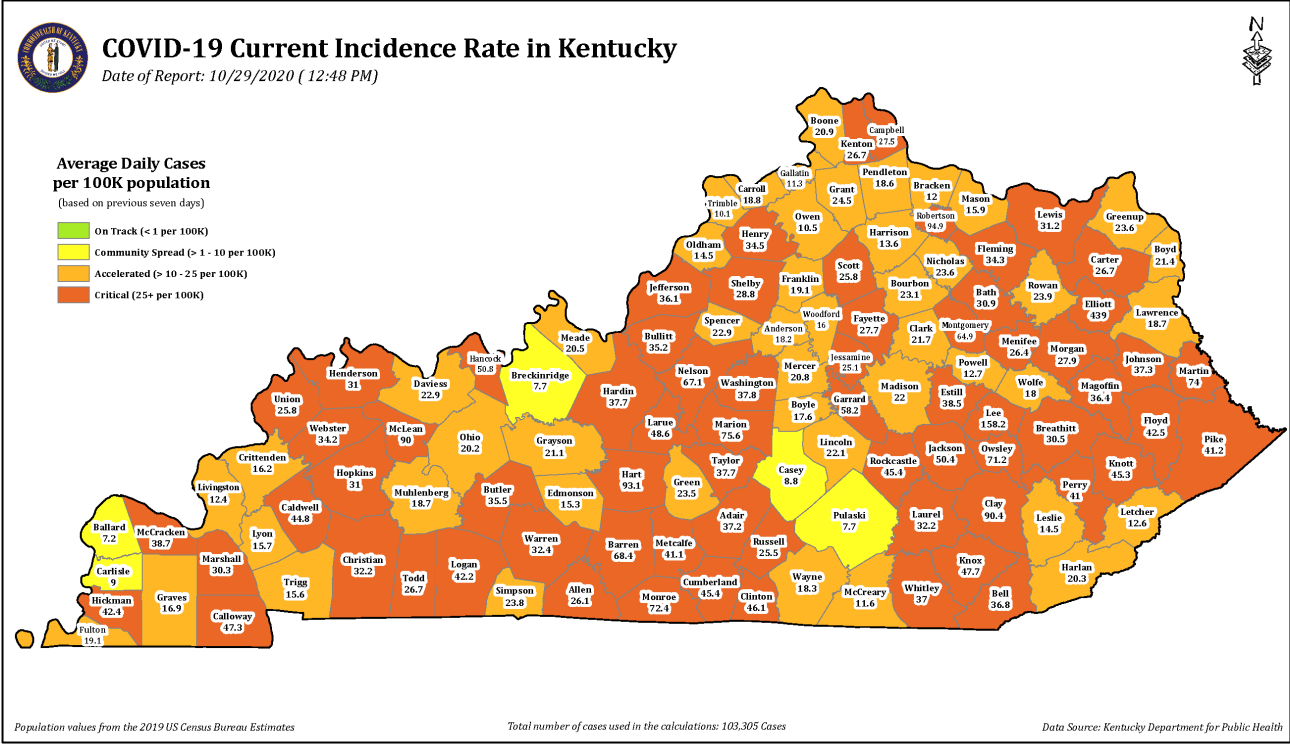 COVID-19 Current Incidence Rate in Kentucky
Date of Report: 10/29/2020 ( 12:48 PM)
N
Average Daily Cases
per 100K population
(based on previous seven days)
On Track (< 1 per 100K)
Community Spread (> 1 - 10 per 100K)
Accelerated (> 10 - 25 per 100K)
Critical (25+ per 100K)
Boone
20.9
Kenton
26.7
Campbell
27.5
Gallatin
11.3
Carroll
18.8
Trimble
10.1
Grant
24.5
Pendleton
18.6
Bracken
12
Mason
15.9
Robertson
94.9
Lewis
31.2
Greenup
23.6
Boyd
21.4
Owen
10.5
Henry
34.5
Oldham
14.5
Harrison
13.6
Nicholas
23.6
Fleming
34.3
Carter
26.7
Scott
25.8
Shelby
28.8
Franklin
19.1
Jefferson
36.1
Bourbon
23.1
Bath
30.9
Rowan
23.9
Elliott
439
Lawrence
18.7
Spencer
22.9
Anderson
18.2
Woodford
16
Fayette
27.7
Clark
21.7
Montgomery
64.9
Menifee
26.4
Morgan
27.9
Johnson
37.3
Martin
74
Bullitt
35.2
Meade
20.5
Hancock
50.8
Breckinridge
7.7
Henderson
31
Daviess
22.9
Union
25.8
Nelson
67.1
Washington
37.8
Mercer
20.8
Jessamine
25.1
Powell
12.7
Wolfe
18
Magoffin
36.4
Hardin
37.7
Boyle
17.6
Garrard
58.2
Madison
22
Estill
38.5
Lee
158.2
Breathitt
30.5
Floyd
42.5
Pike
41.2
Webster
34.2
McLean
90
Ohio
20.2
Grayson
21.1
Larue
48.6
Marion
75.6
Lincoln
22.1
Rockcastle
45.4
Jackson
50.4
Owsley
71.2
Knott
45.3
Crittenden
16.2
Livingston
12.4
Hopkins
31
Muhlenberg
18.7
Butler
35.5
Edmonson
15.3
Hart
93.1
Green
23.5
Taylor
37.7
Casey
8.8
Perry
41
Caldwell
44.8
Pulaski
7.7
Laurel
32.2
Clay
90.4
Leslie
14.5
Letcher
12.6
Ballard
7.2
McCracken
38.7
Lyon
15.7
Adair
37.2
Russell
25.5
Warren
32.4
Barren
68.4
Metcalfe
41.1
Carlisle
9
Marshall
30.3
Christian
32.2
Todd
26.7
Logan
42.2
Knox
47.7
Harlan
20.3
Hickman
42.4
Graves
16.9
Trigg
15.6
Simpson
23.8
Allen
26.1
Monroe
72.4
Cumberland
45.4
Clinton
46.1
Wayne
18.3
McCreary
11.6
Whitley
37
Bell
36.8
Calloway
47.3
Fulton
19.1
Population values from the 2019 US Census Bureau Estimates
Total number of cases used in the calculations: 103,305 Cases
Data Source: Kentucky Department for Public Health